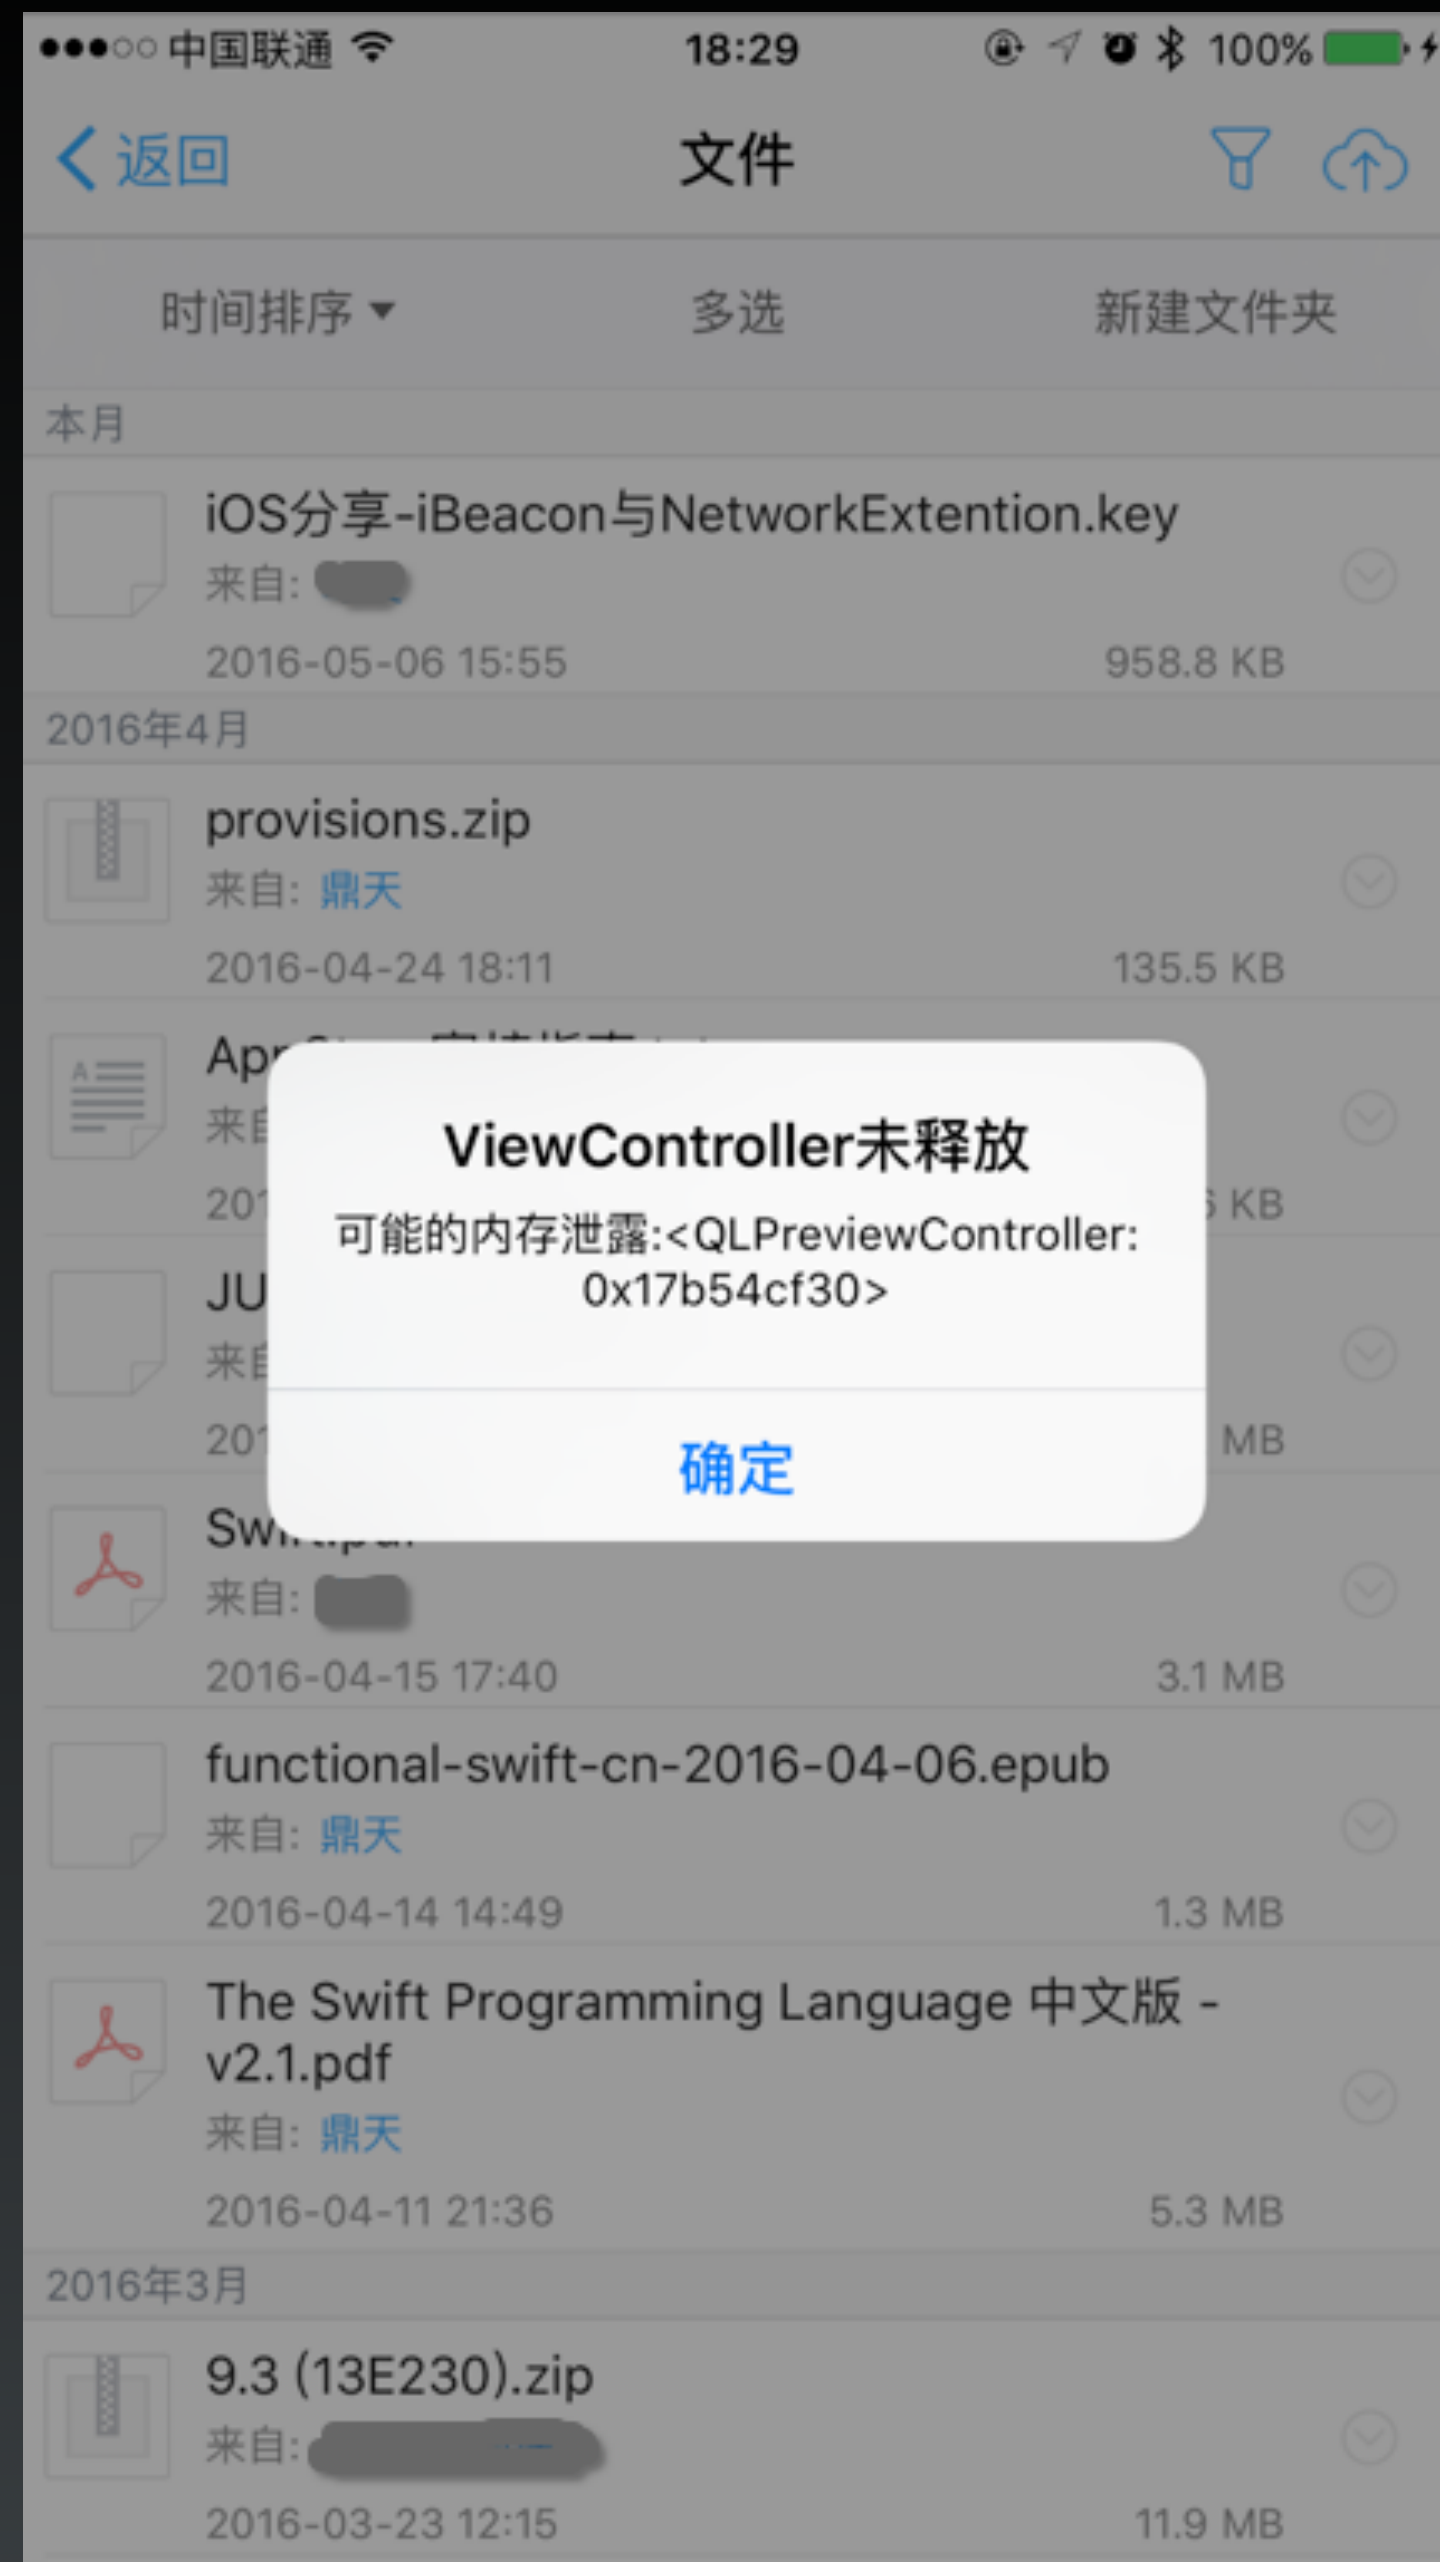 中国联通 18:29 100%
返回 文件
时间排序 多选 新建文件夹
本月
iOS分享-iBeacon与NetworkExtention.key
来自:
2016-05-06 15:55 958.8 KB
2016年4月
provisions.zip
来自: 鼎天
2016-04-24 18:11 135.5 KB
ViewController未释放
可能的内存泄露:<QLPreviewController:
0x17b54cf30>
KB
JU
MB
确定
Swift.pdf
来自:
2016-04-15 17:40 3.1 MB
functional-swift-cn-2016-04-06.epub
来自: 鼎天
2016-04-14 14:49 1.3 MB
The Swift Programming Language 中文版 -
v2.1.pdf
来自: 鼎天
2016-04-11 21:36 5.3 MB
2016年3月
9.3 (13E230).zip
来自:
2016-03-23 12:15 11.9 MB